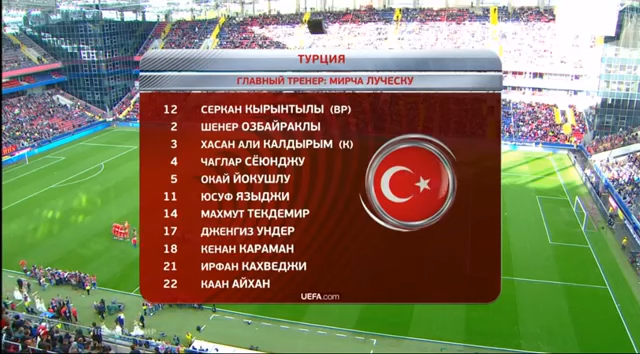 ТУРЦИЯ
ГЛАВНЫЙ ТРЕНЕР: МИРЧА ЛУЧЕСКУ
12 СЕРКАН КЫРЫНТЫЛЫ (ВР)
2 ШЕНЕР ОЗБАЙРАКЛЫ
3 ХАСАН АЛИ КАЛДЫРЫМ (К)
4 ЧАГЛАР СЁЮНДЖУ
5 ОКАЙ ЙОКУШЛУ
11 ЮСУФ ЯЗЫДЖИ
14 МАХМУТ ТЕКДЕМИР
17 ДЖЕНГИЗ УНДЕР
18 КЕНАН КАРАМАН
21 ИРФАН КАХВЕДЖИ
22 КААН АЙХАН
UEFA.com